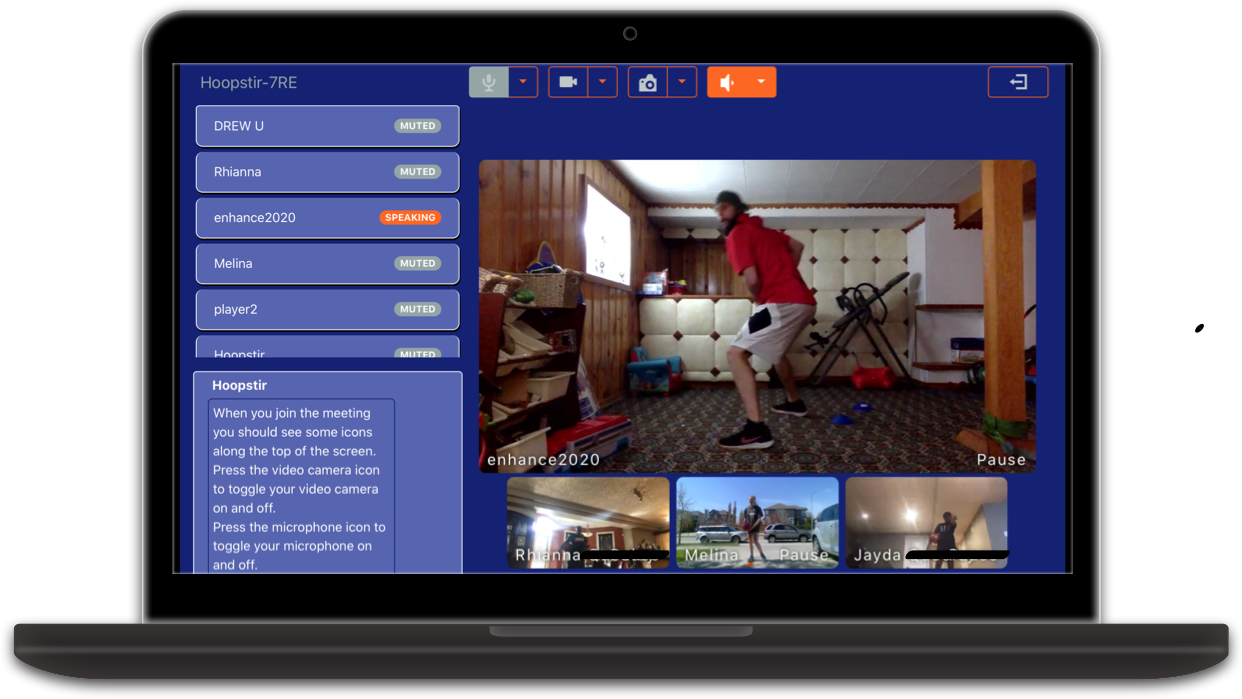 Hoopstir-7RE
DREW U MUTED
Rhianna MUTED
enhance2020 SPEAKING
Melina MUTED
player2 MUTED
Hoopstir MUTED
Hoopstir
When you join the meeting
you should see some icons
along the top of the screen.
Press the video camera icon
to toggle your video camera
on and off.
Press the microphone icon to
toggle your microphone on
and off.
enhance2020 Pause
Rhianna
Melina Pause
Jayda